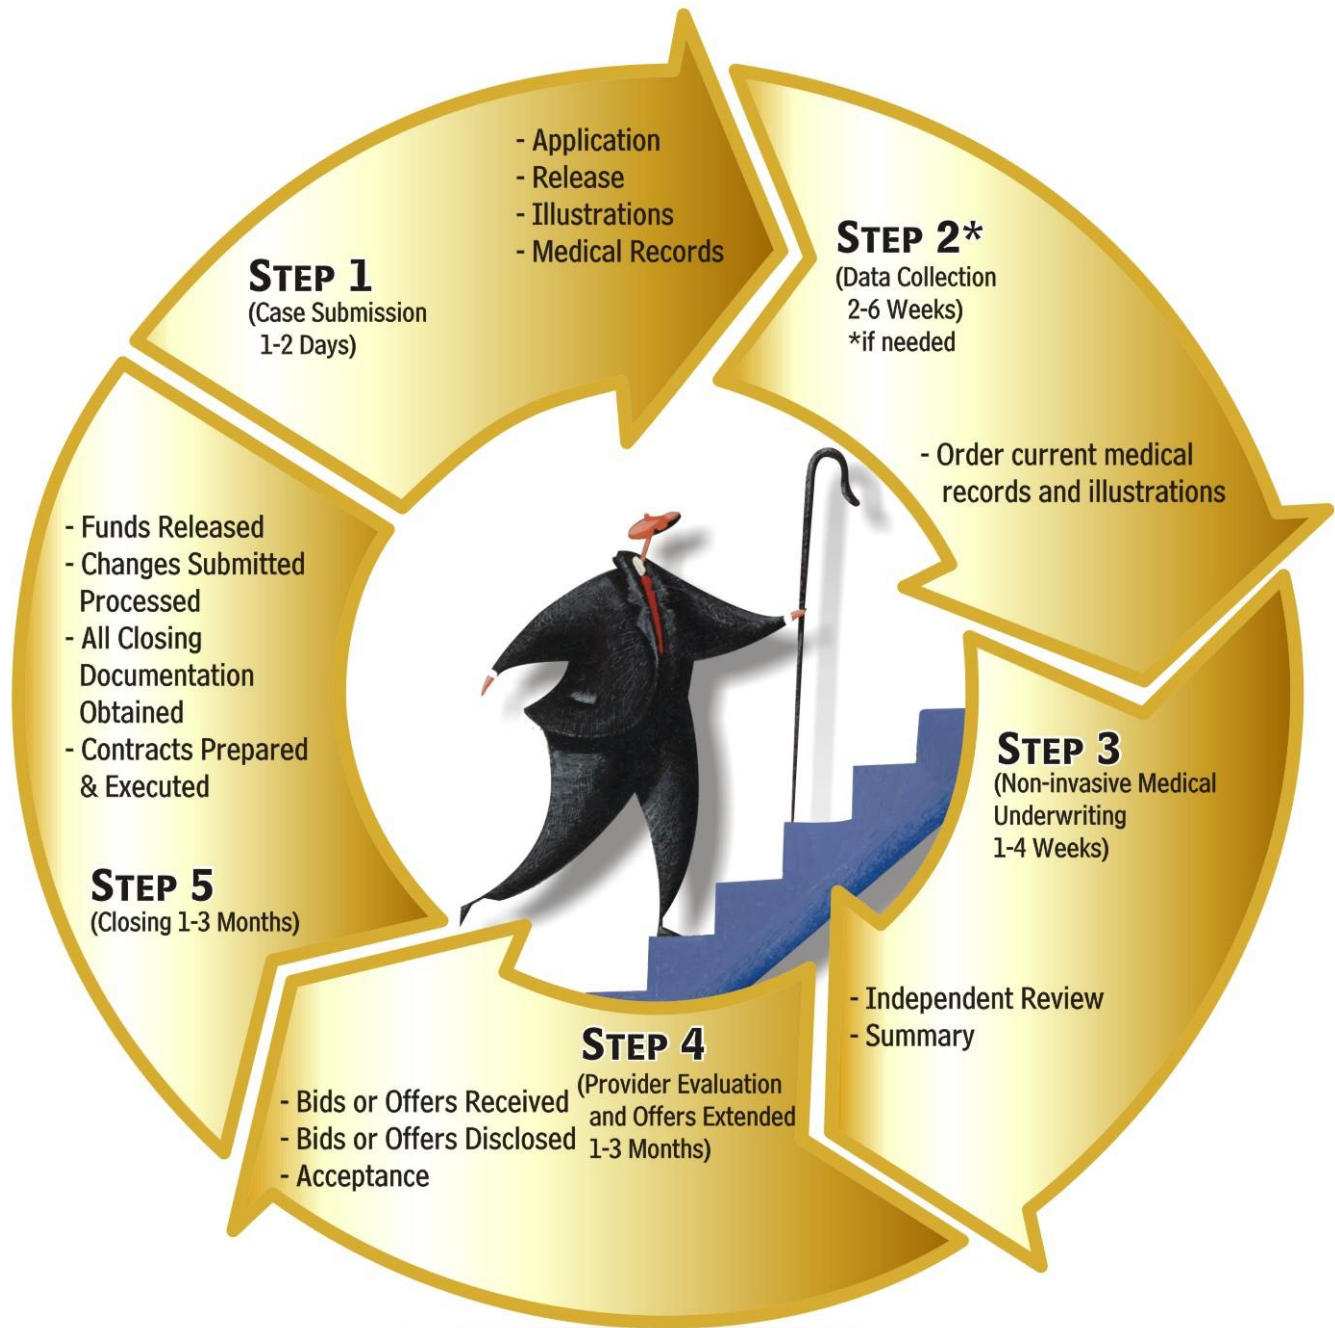 STEP 1
(Case Submission
1-2 Days)
- Application
- Release
- Illustrations
- Medical Records
STEP 2*
(Data Collection
2-6 Weeks)
*if needed
- Order current medical
records and illustrations
STEP 3
(Non-invasive Medical
Underwriting
1-4 Weeks)
- Independent Review
- Summary
STEP 4
(Provider Evaluation
and Offers Extended
1-3 Months)
- Bids or Offers Received
- Bids or Offers Disclosed
- Acceptance
STEP 5
(Closing 1-3 Months)
- Funds Released
- Changes Submitted
Processed
- All Closing
Documentation
Obtained
- Contracts Prepared
& Executed